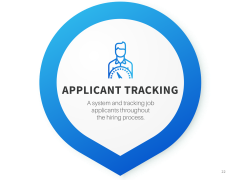 APPLICANT TRACKING
A system and tracking job
applicants throughout
the hiring process.